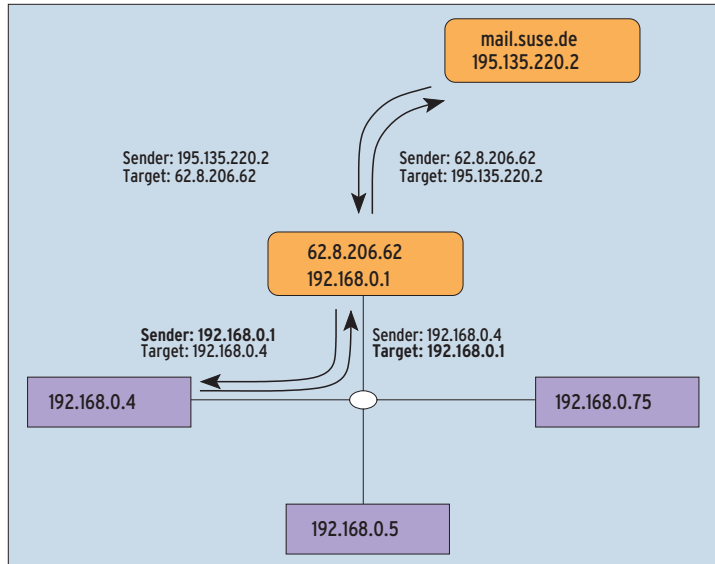 mail.suse.de
195.135.220.2
Sender: 195.135.220.2
Target: 62.8.206.62
Sender: 62.8.206.62
Target: 195.135.220.2
62.8.206.62
192.168.0.1
Sender: 192.168.0.1
Target: 192.168.0.4
Sender: 192.168.0.4
Target: 192.168.0.1
192.168.0.4
192.168.0.75
192.168.0.5